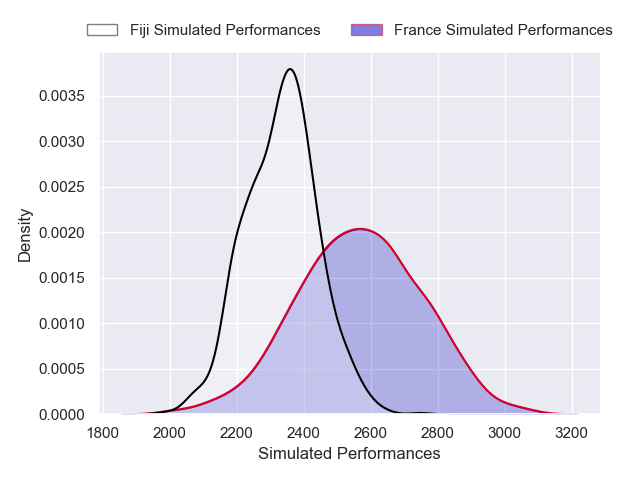 Fiji Simulated Performances
France Simulated Performances
0.0035
0.0030
0.0025
0.0020
0.0015
0.0010
0.0005
0.0000
Density
1800 2000 2200 2400 2600 2800 3000 3200
Simulated Performances